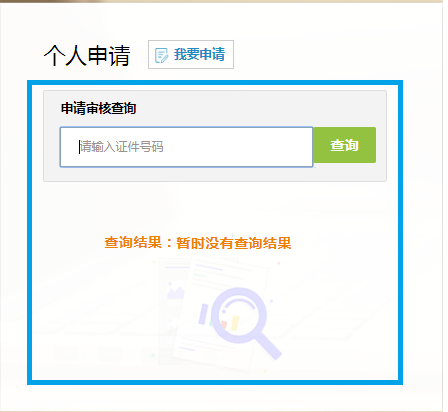 个人申请 我要申请
申请审核查询
请输入证件号码 查询
查询结果：暂时没有查询结果